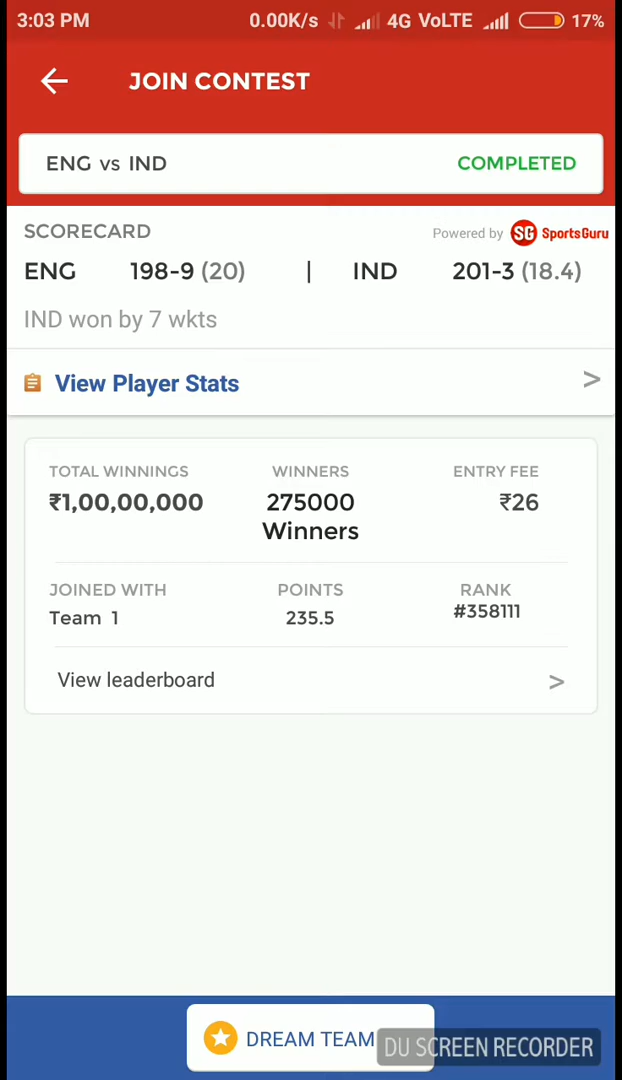 3:03 PM 0.00K/s 4G VoLTE 17%
JOIN CONTEST
ENG vs IND COMPLETED
SCORECARD Powered by SG SportsGuru
ENG 198-9 (20) | IND 201-3 (18.4)
IND won by 7 wkts
View Player Stats >
TOTAL WINNINGS WINNERS ENTRY FEE
₹1,00,00,000 275000 ₹26
Winners
JOINED WITH POINTS RANK
Team 1 235.5 #358111
View leaderboard >
DREAM TEAM
DU SCREEN RECORDER